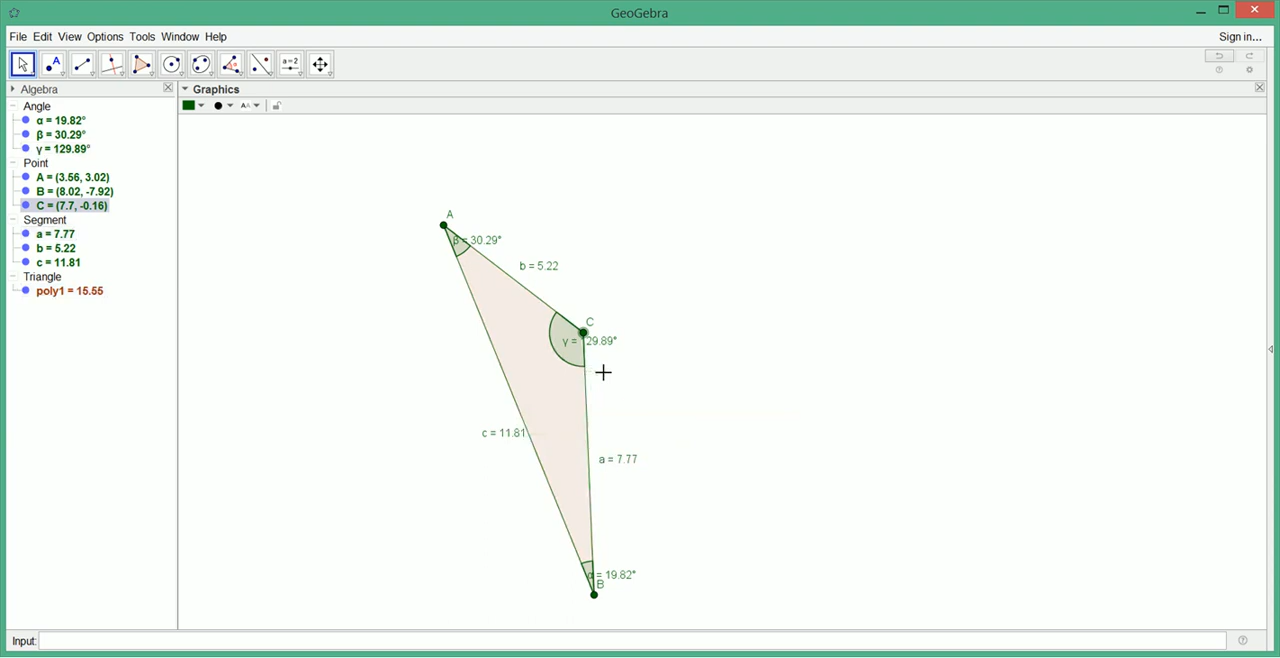 GeoGebra
File Edit View Options Tools Window Help
Sign in...
A
a=2
Algebra
Graphics
AA
Angle
α = 19.82°
β = 30.29°
γ = 129.89°
Point
A = (3.56, 3.02)
B = (8.02, -7.92)
C = (7.7, -0.16)
Segment
a = 7.77
b = 5.22
c = 11.81
Triangle
poly1 = 15.55
A
β = 30.29°
b = 5.22
C
γ = 129.89°
c = 11.81
a = 7.77
α = 19.82°
B
Input: